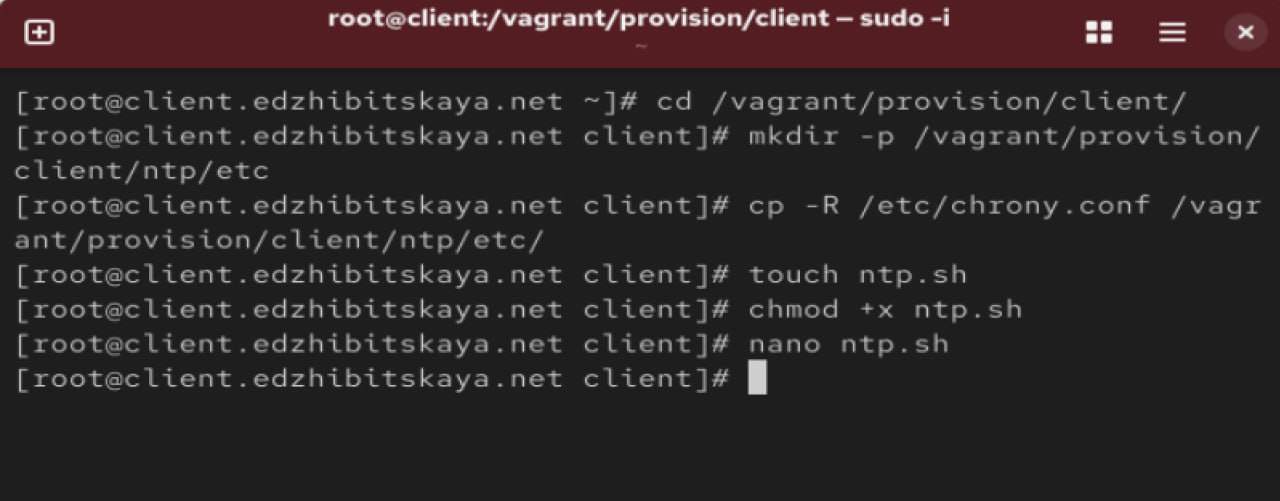 root@client:/vagrant/provision/client — sudo -i
~
[root@client.edzhibitskaya.net ~]# cd /vagrant/provision/client/
[root@client.edzhibitskaya.net client]# mkdir -p /vagrant/provision/
client/ntp/etc
[root@client.edzhibitskaya.net client]# cp -R /etc/chrony.conf /vagr
ant/provision/client/ntp/etc/
[root@client.edzhibitskaya.net client]# touch ntp.sh
[root@client.edzhibitskaya.net client]# chmod +x ntp.sh
[root@client.edzhibitskaya.net client]# nano ntp.sh
[root@client.edzhibitskaya.net client]#